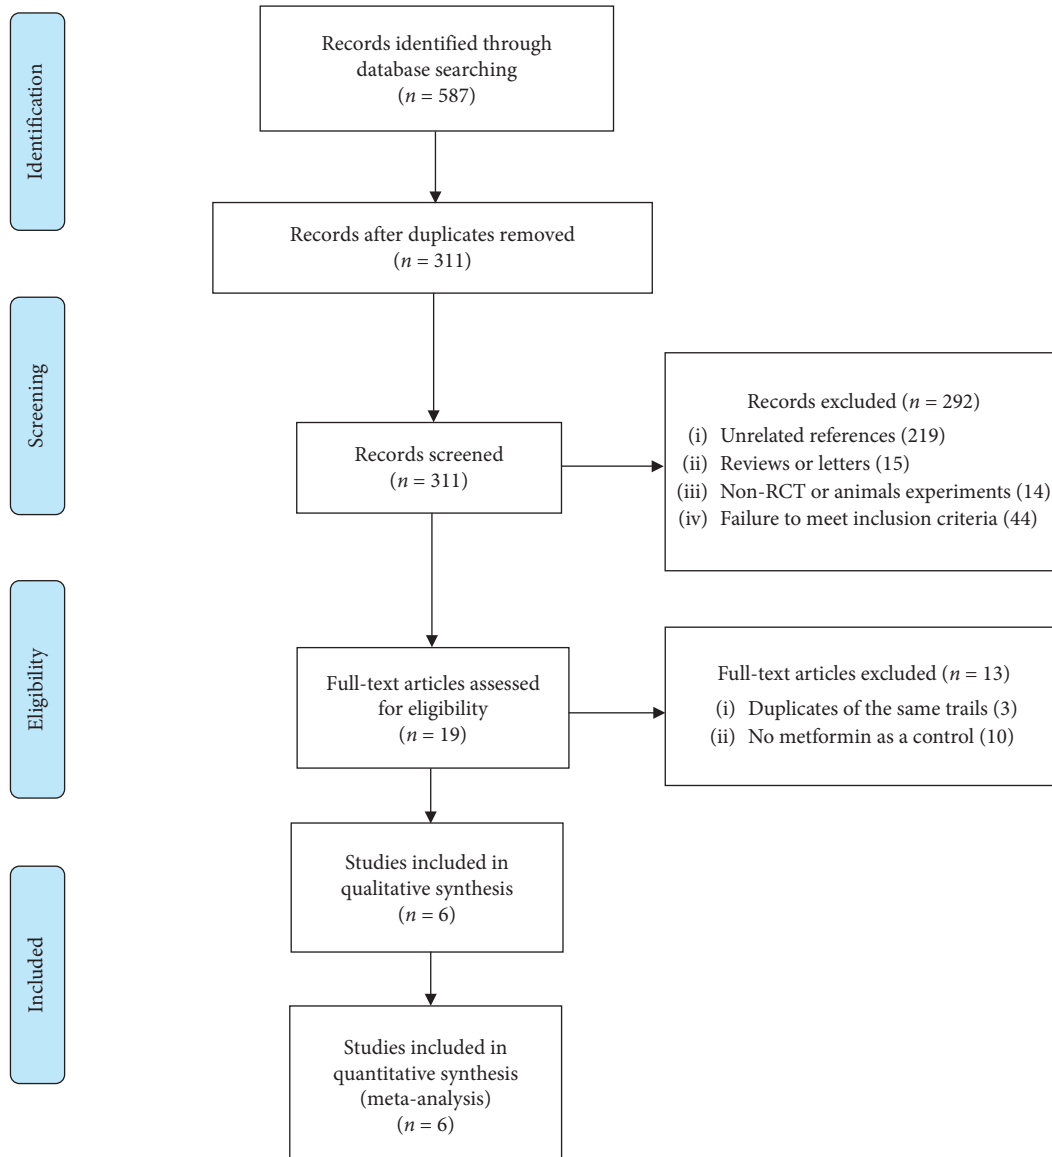 Identification
Records identified through
database searching
(n = 587)
Records after duplicates removed
(n = 311)
Screening
Records screened
(n = 311)
Records excluded (n = 292)
(i) Unrelated references (219)
(ii) Reviews or letters (15)
(iii) Non-RCT or animals experiments (14)
(iv) Failure to meet inclusion criteria (44)
Eligibility
Full-text articles assessed
for eligibility
(n = 19)
Full-text articles excluded (n = 13)
(i) Duplicates of the same trails (3)
(ii) No metformin as a control (10)
Included
Studies included in
qualitative synthesis
(n = 6)
Studies included in
quantitative synthesis
(meta-analysis)
(n = 6)